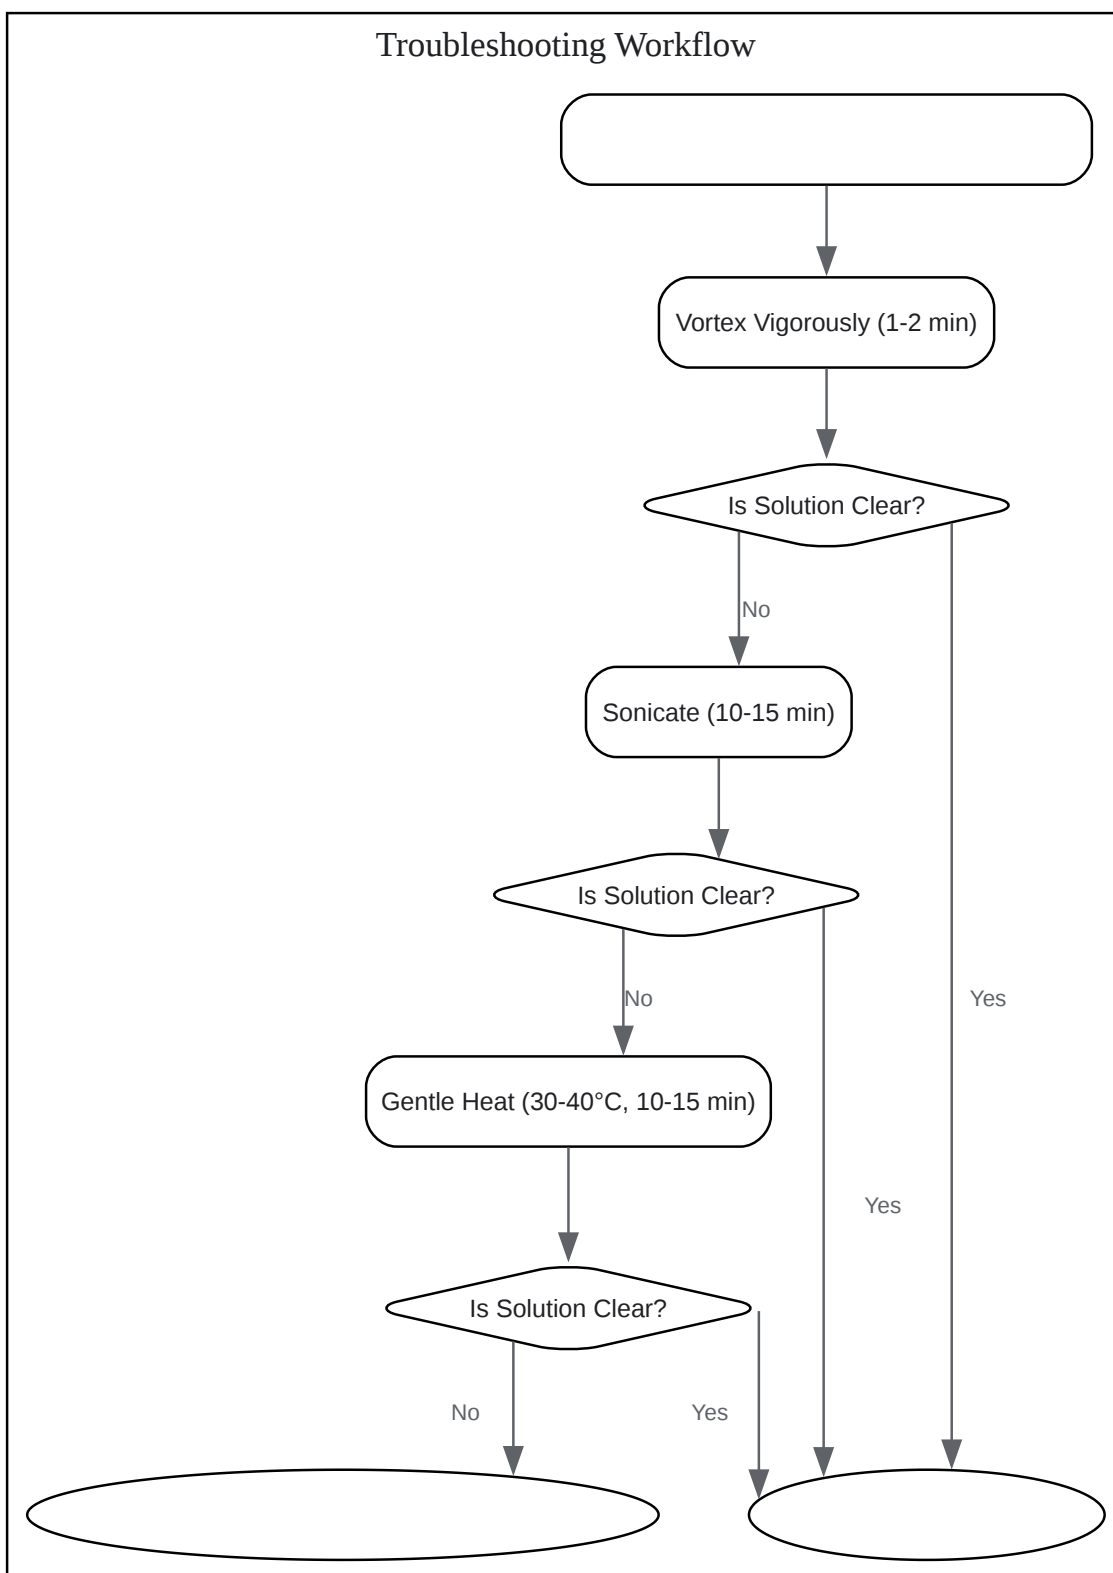 Troubleshooting Workflow
Vortex Vigorously (1-2 min)
Is Solution Clear?
No
Sonicate (10-15 min)
Is Solution Clear?
No
Yes
Gentle Heat (30-40°C, 10-15 min)
Yes
Is Solution Clear?
No
Yes